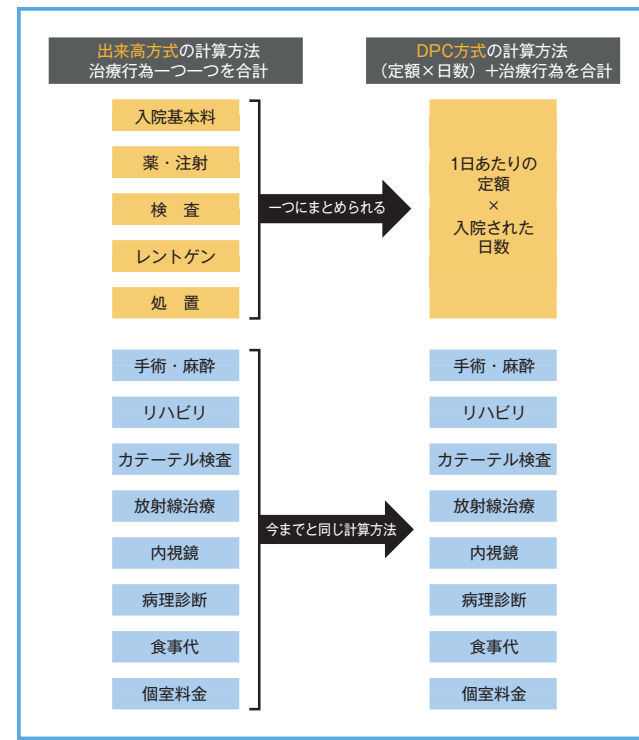 出来高方式の計算方法
治療行為一つ一つを合計
入院基本料
薬・注射
検　査
レントゲン
処　置
一つにまとめられる
DPC方式の計算方法
(定額×日数)+治療行為を合計
1日あたりの
定額
×
入院された
日数
手術・麻酔
リハビリ
カテーテル検査
放射線治療
内視鏡
病理診断
食事代
個室料金
今までと同じ計算方法
手術・麻酔
リハビリ
カテーテル検査
放射線治療
内視鏡
病理診断
食事代
個室料金